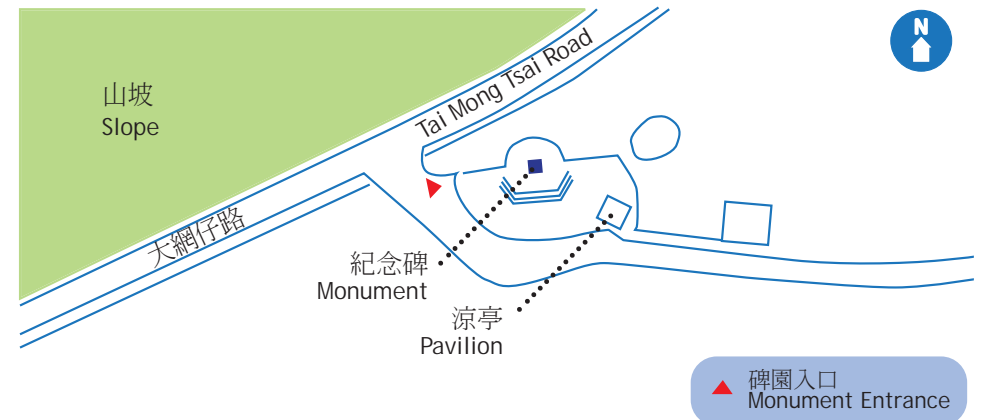 N
山坡
Slope
Tai Mong Tsai Road
大網仔路
紀念碑
Monument
涼亭
Pavilion
碑園入口
Monument Entrance